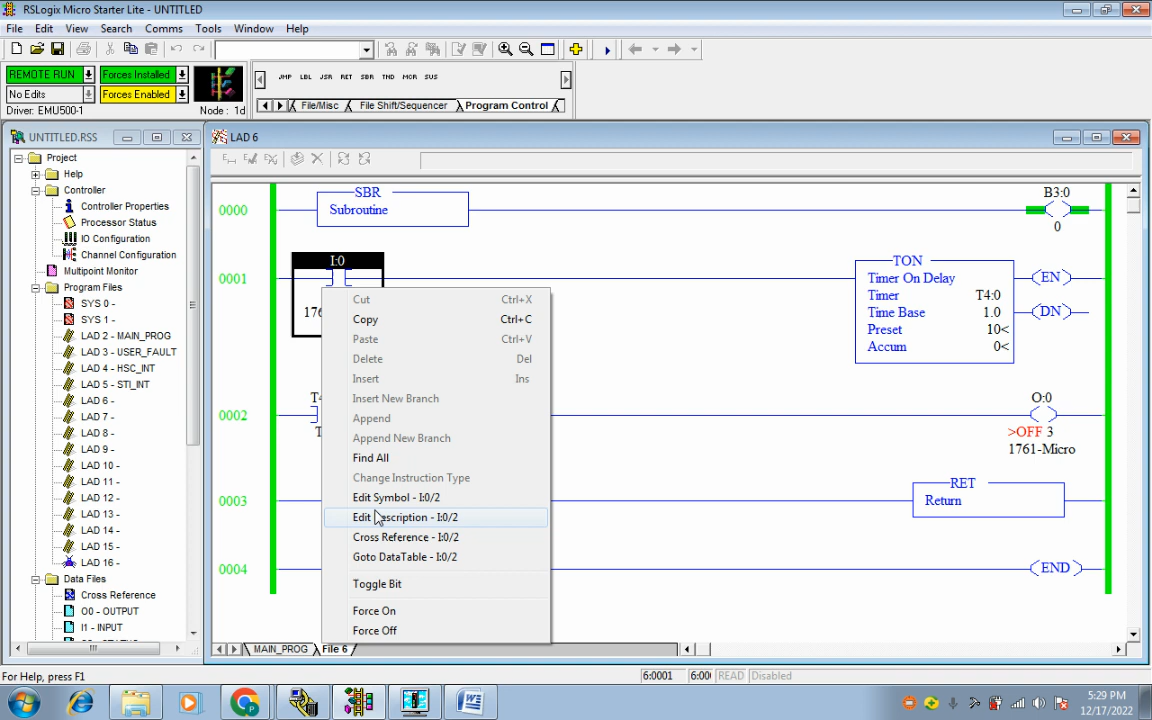 RSLogix Micro Starter Lite - UNTITLED
File Edit View Search Comms Tools Window Help
REMOTE RUN Forces Installed
No Edits Forces Enabled
Driver: EMU500-1 Node : 1d
JMP LBL JSR RET SBR TND MCR SUS
File/Misc File Shift/Sequencer Program Control
UNTITLED.RSS
Project
Help
Controller
Controller Properties
Processor Status
IO Configuration
Channel Configuration
Multipoint Monitor
Program Files
SYS 0 -
SYS 1 -
LAD 2 - MAIN_PROG
LAD 3 - USER_FAULT
LAD 4 - HSC_INT
LAD 5 - STI_INT
LAD 6 -
LAD 7 -
LAD 8 -
LAD 9 -
LAD 10 -
LAD 11 -
LAD 12 -
LAD 13 -
LAD 14 -
LAD 15 -
LAD 16 -
Data Files
Cross Reference
O0 - OUTPUT
I1 - INPUT
LAD 6
SBR B3:0
0000 Subroutine
0
I:0
0001
176
TON
Timer On Delay EN
Timer T4:0
Time Base 1.0 DN
Preset 10<
Accum 0<
T4 O:0
0002
T >OFF 3
1761-Micro
RET
0003 Return
0004 END
Cut Ctrl+X
Copy Ctrl+C
Paste Ctrl+V
Delete Del
Insert Ins
Insert New Branch
Append
Append New Branch
Find All
Change Instruction Type
Edit Symbol - I:0/2
Edit Description - I:0/2
Cross Reference - I:0/2
Goto DataTable - I:0/2
Toggle Bit
Force On
Force Off
MAIN_PROG File 6
For Help, press F1 6:0001 6:00 READ Disabled
5:29 PM
12/17/2022